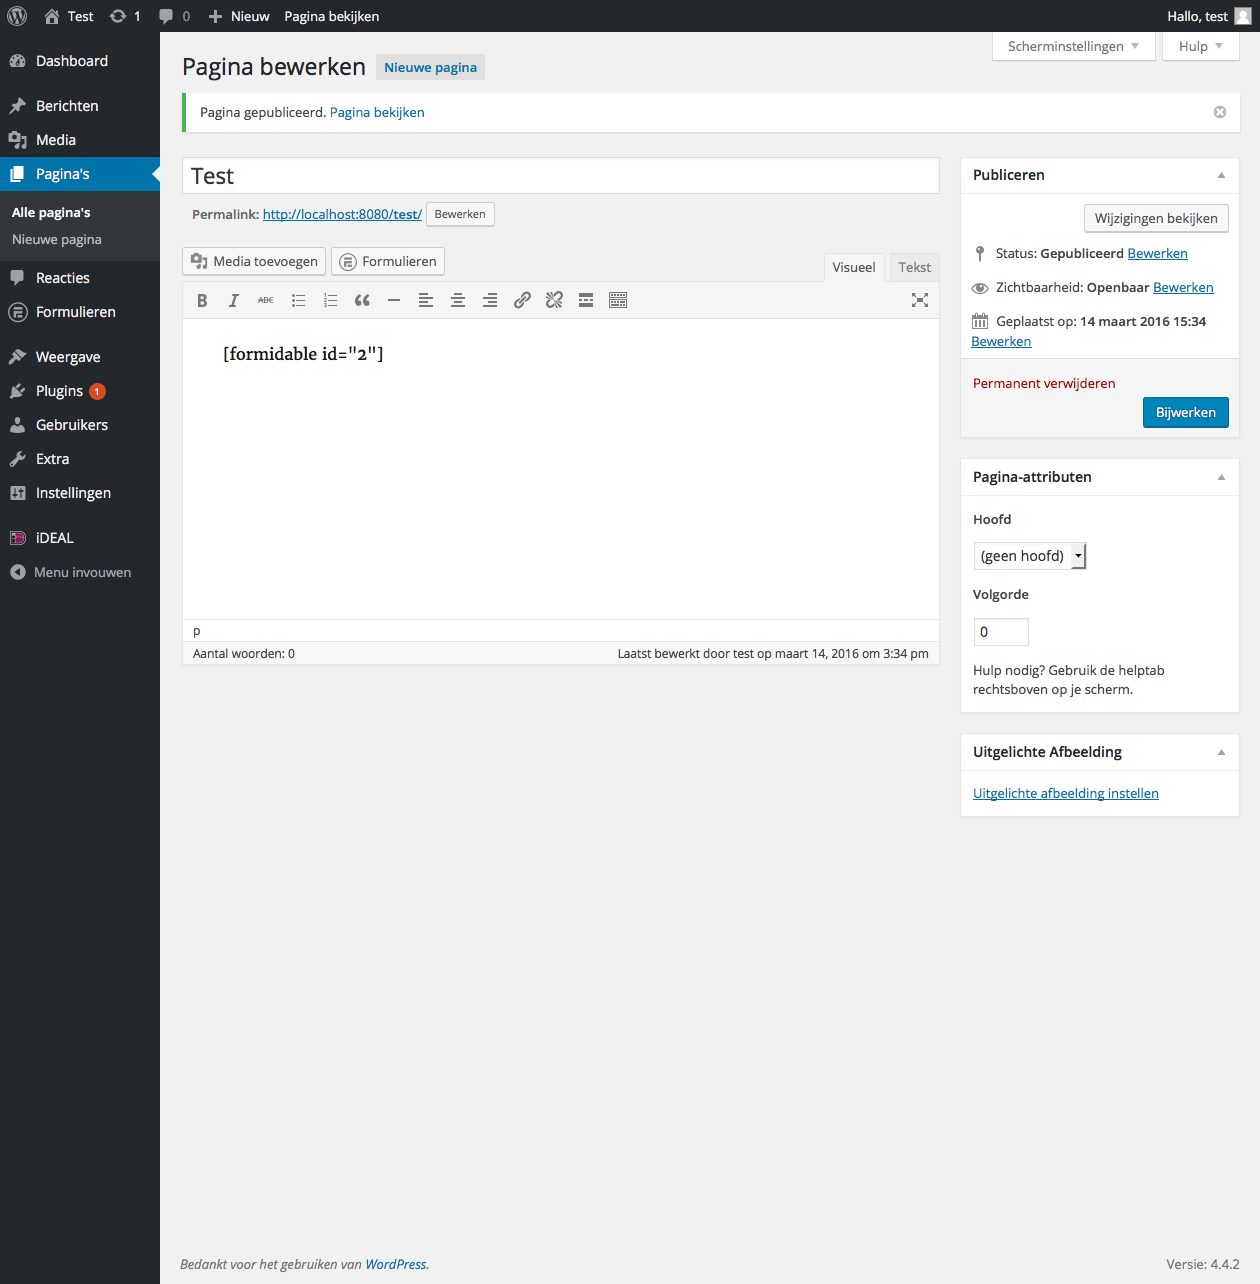 Test 1 0 Nieuw Pagina bekijken Hallo, test
Scherminstellingen Hulp
Dashboard
Berichten
Media
Pagina's
Alle pagina's
Nieuwe pagina
Reacties
Formulieren
Weergave
Plugins 1
Gebruikers
Extra
Instellingen
iDEAL
Menu invouwen
Pagina bewerken Nieuwe pagina
Pagina gepubliceerd. Pagina bekijken
Test
Permalink: http://localhost:8080/test/ Bewerken
Media toevoegen Formulieren
Visueel Tekst
B I ABC
[formidable id="2"]
p
Aantal woorden: 0 Laatst bewerkt door test op maart 14, 2016 om 3:34 pm
Publiceren
Wijzigingen bekijken
Status: Gepubliceerd Bewerken
Zichtbaarheid: Openbaar Bewerken
Geplaatst op: 14 maart 2016 15:34
Bewerken
Permanent verwijderen
Bijwerken
Pagina-attributen
Hoofd
(geen hoofd)
Volgorde
0
Hulp nodig? Gebruik de helptab
rechtsboven op je scherm.
Uitgelichte Afbeelding
Uitgelichte afbeelding instellen
Bedankt voor het gebruiken van WordPress. Versie: 4.4.2